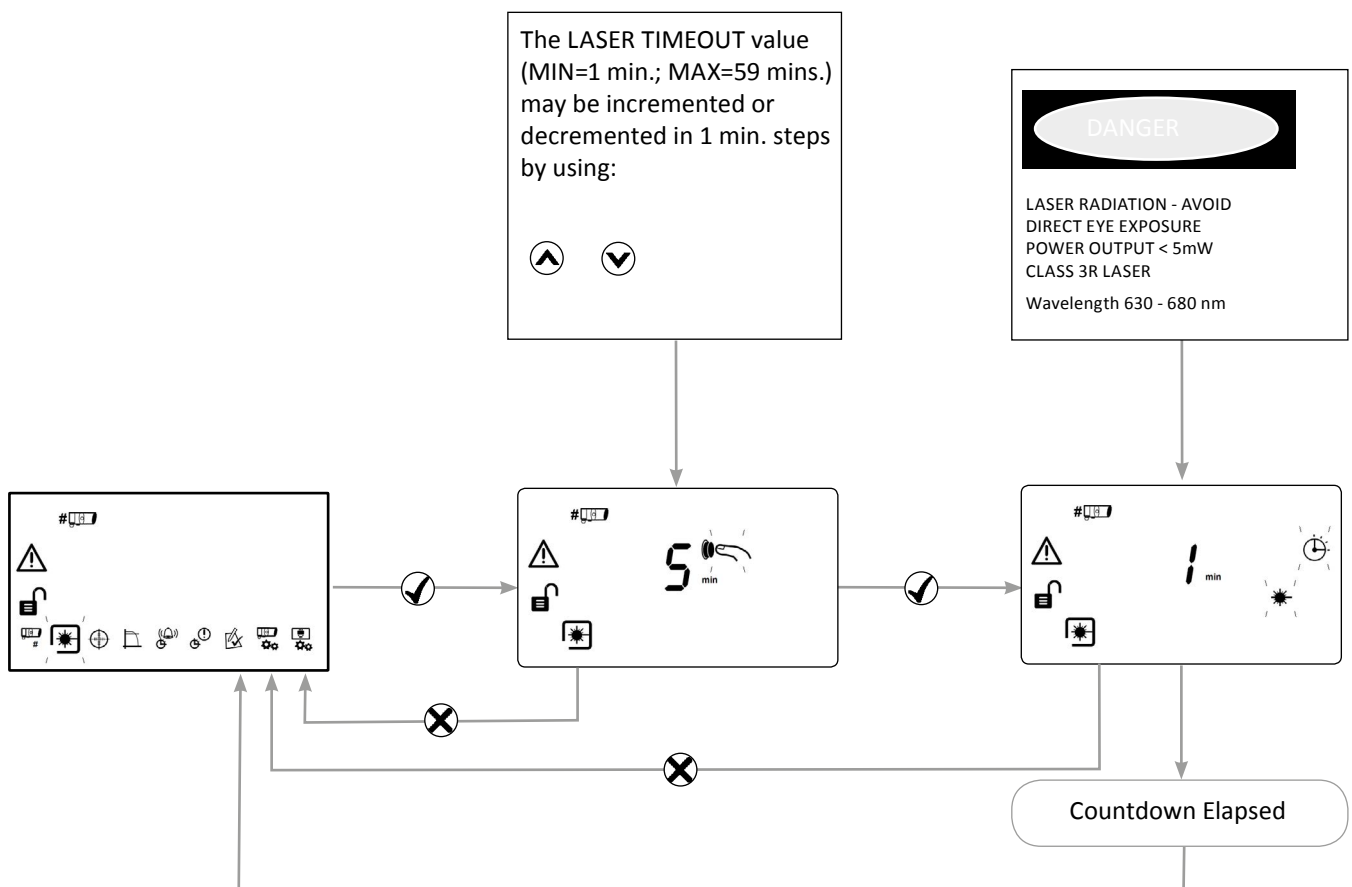 The LASER TIMEOUT value
(MIN=1 min.; MAX=59 mins.)
may be incremented or
decremented in 1 min. steps
by using:
DANGER
LASER RADIATION - AVOID
DIRECT EYE EXPOSURE
POWER OUTPUT < 5mW
CLASS 3R LASER
Wavelength 630 - 680 nm
#
#
5 min
#
1 min
#
Countdown Elapsed